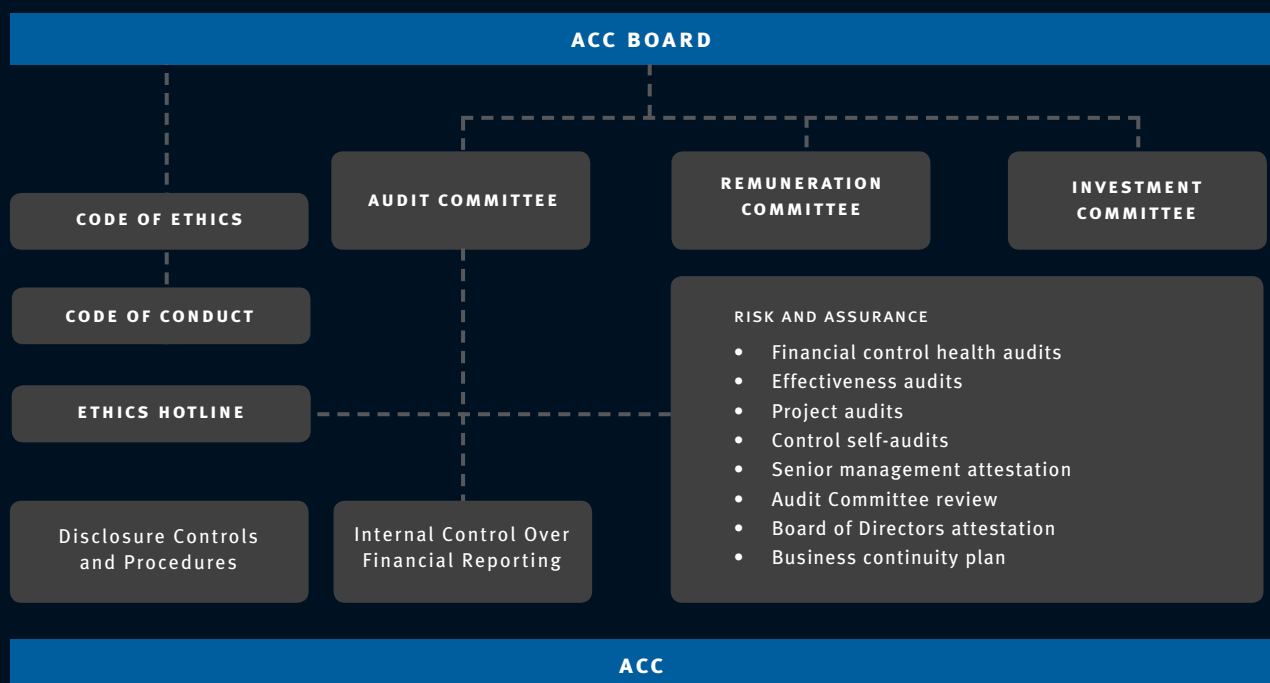 ACC BOARD
CODE OF ETHICS
CODE OF CONDUCT
ETHICS HOTLINE
Disclosure Controls
and Procedures
AUDIT COMMITTEE
Internal Control Over
Financial Reporting
REMUNERATION
COMMITTEE
INVESTMENT
COMMITTEE
RISK AND ASSURANCE
• Financial control health audits
• Effectiveness audits
• Project audits
• Control self-audits
• Senior management attestation
• Audit Committee review
• Board of Directors attestation
• Business continuity plan
ACC